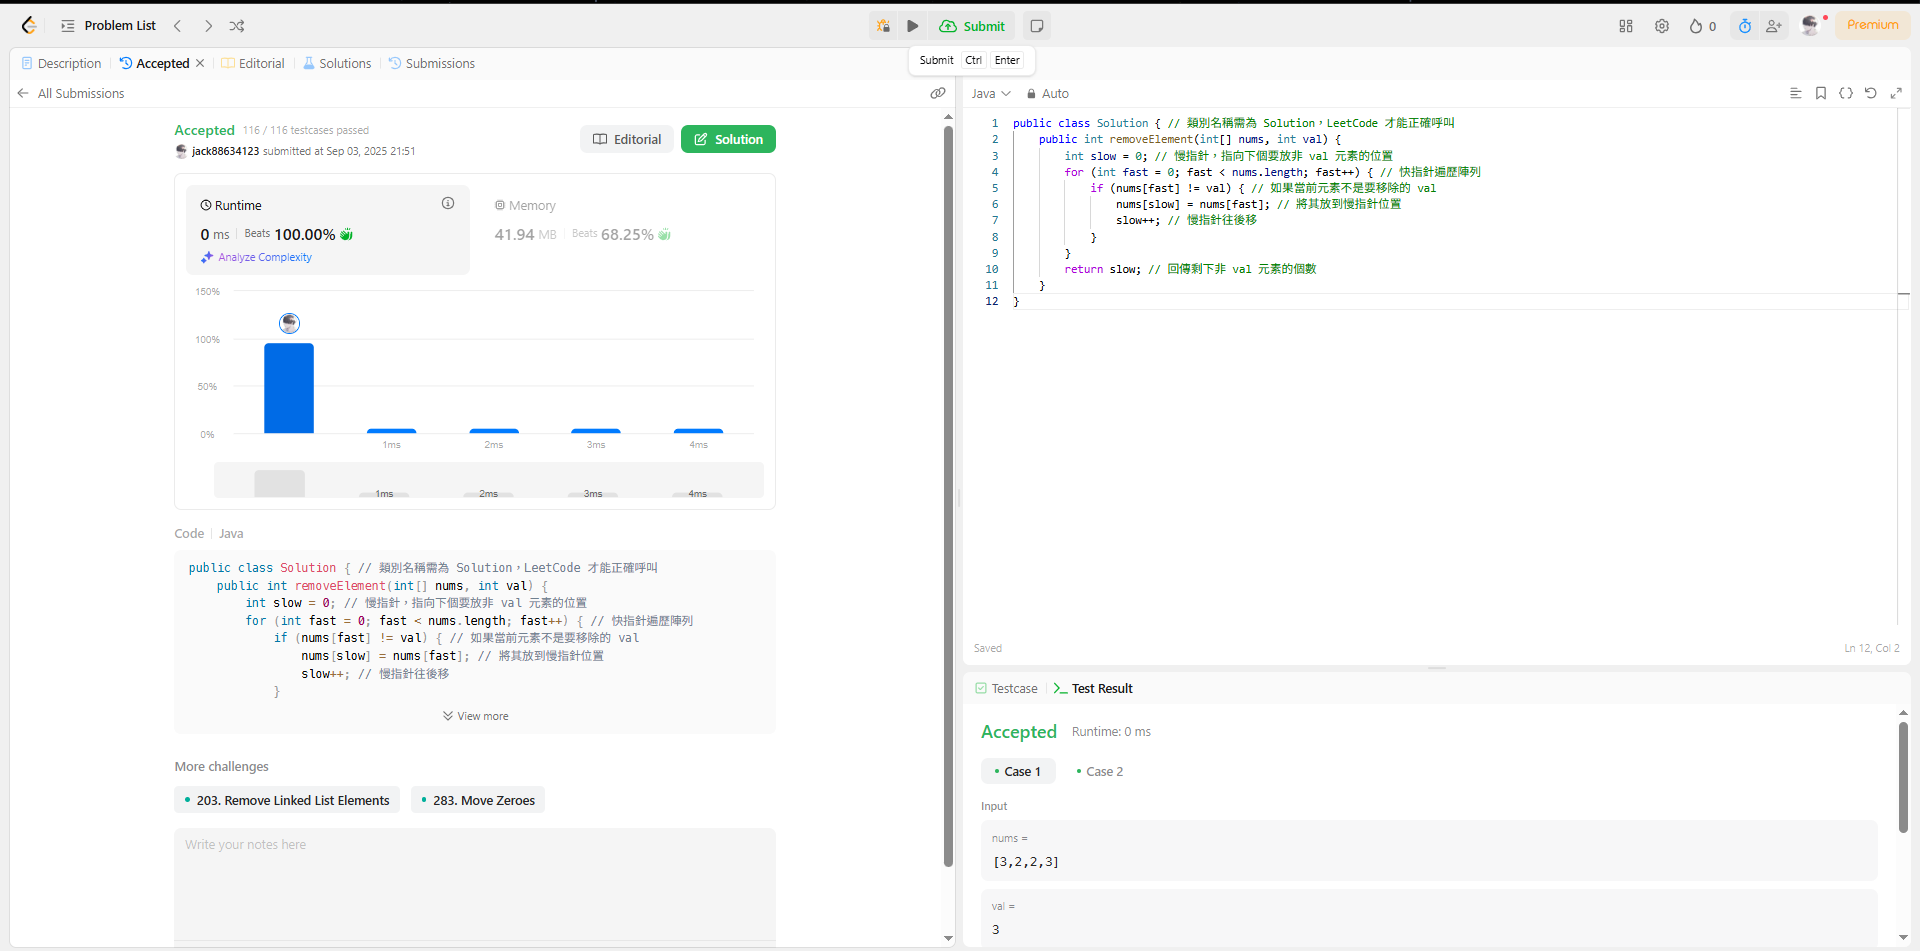 Problem List
Submit
0
Premium
Submit Ctrl Enter
Description
Accepted
Editorial
Solutions
Submissions
All Submissions
Accepted 116 / 116 testcases passed
jack88634123 submitted at Sep 03, 2025 21:51
Editorial
Solution
Runtime
0 ms Beats 100.00%
Analyze Complexity
Memory
41.94 MB Beats 68.25%
150%
100%
50%
0%
1ms 2ms 3ms 4ms
1ms 2ms 3ms 4ms
Code Java
public class Solution { // 類別名稱需為 Solution，LeetCode 才能正確呼叫
public int removeElement(int[] nums, int val) {
int slow = 0; // 慢指針，指向下個要放非 val 元素的位置
for (int fast = 0; fast < nums.length; fast++) { // 快指針遍歷陣列
if (nums[fast] != val) { // 如果當前元素不是要移除的 val
nums[slow] = nums[fast]; // 將其放到慢指針位置
slow++; // 慢指針往後移
}
View more
More challenges
203. Remove Linked List Elements
283. Move Zeroes
Write your notes here
Java
Auto
1 public class Solution { // 類別名稱需為 Solution，LeetCode 才能正確呼叫
2 public int removeElement(int[] nums, int val) {
3 int slow = 0; // 慢指針，指向下個要放非 val 元素的位置
4 for (int fast = 0; fast < nums.length; fast++) { // 快指針遍歷陣列
5 if (nums[fast] != val) { // 如果當前元素不是要移除的 val
6 nums[slow] = nums[fast]; // 將其放到慢指針位置
7 slow++; // 慢指針往後移
8 }
9 }
10 return slow; // 回傳剩下非 val 元素的個數
11 }
12 }
Saved
Ln 12, Col 2
Testcase
Test Result
Accepted Runtime: 0 ms
Case 1
Case 2
Input
nums =
[3,2,2,3]
val =
3